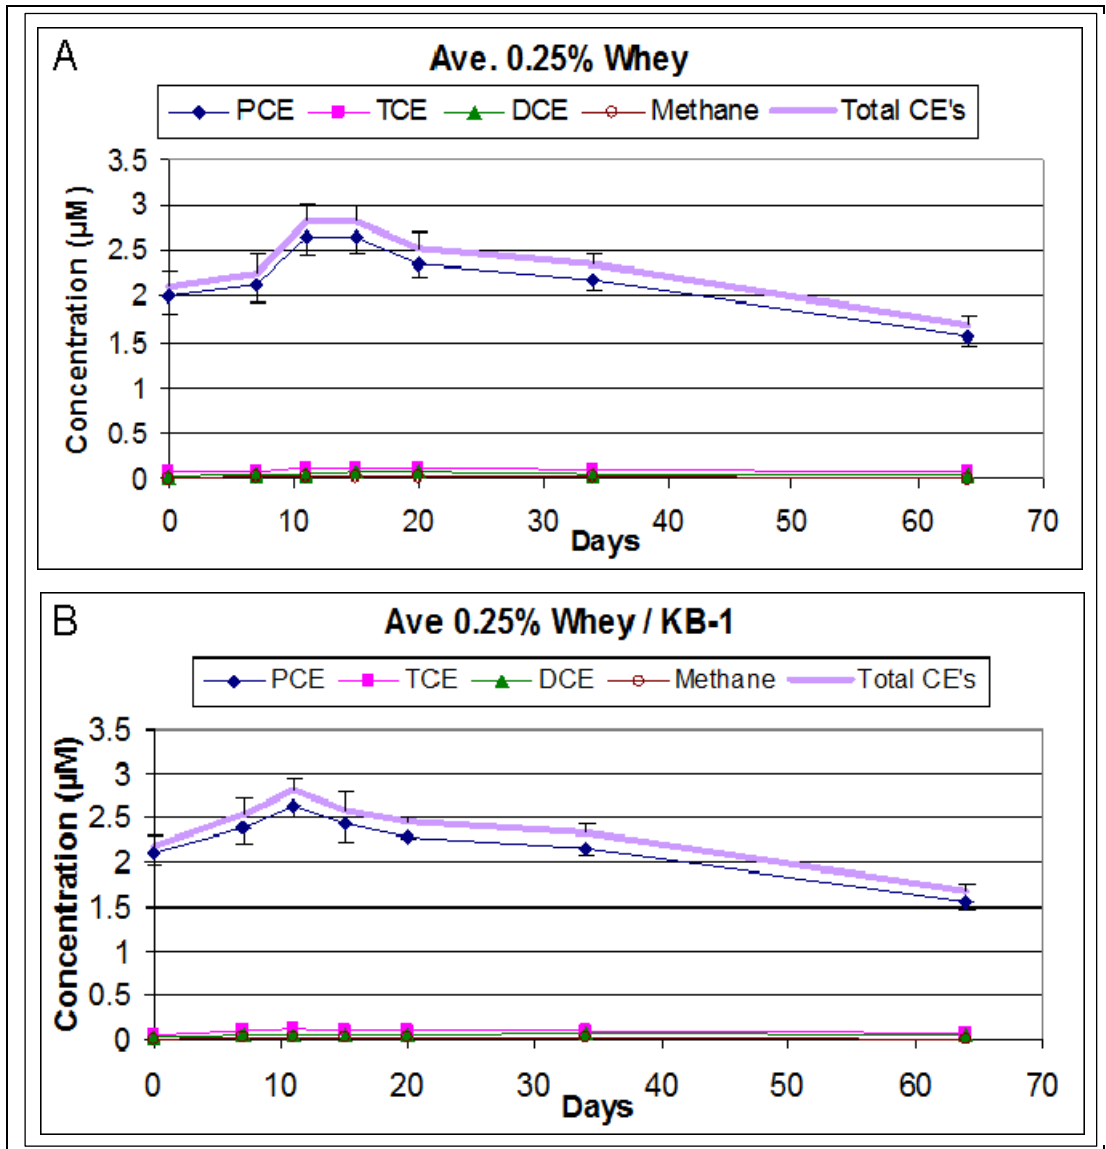 A
Ave. 0.25% Whey
PCE TCE DCE Methane Total CE's
3.5
3
2.5
2
1.5
1
0.5
0
Concentration (µM)
0 10 20 30 40 50 60 70
Days
B
Ave 0.25% Whey / KB-1
PCE TCE DCE Methane Total CE's
3.5
3
2.5
2
1.5
1
0.5
0
Concentration (µM)
0 10 20 30 40 50 60 70
Days